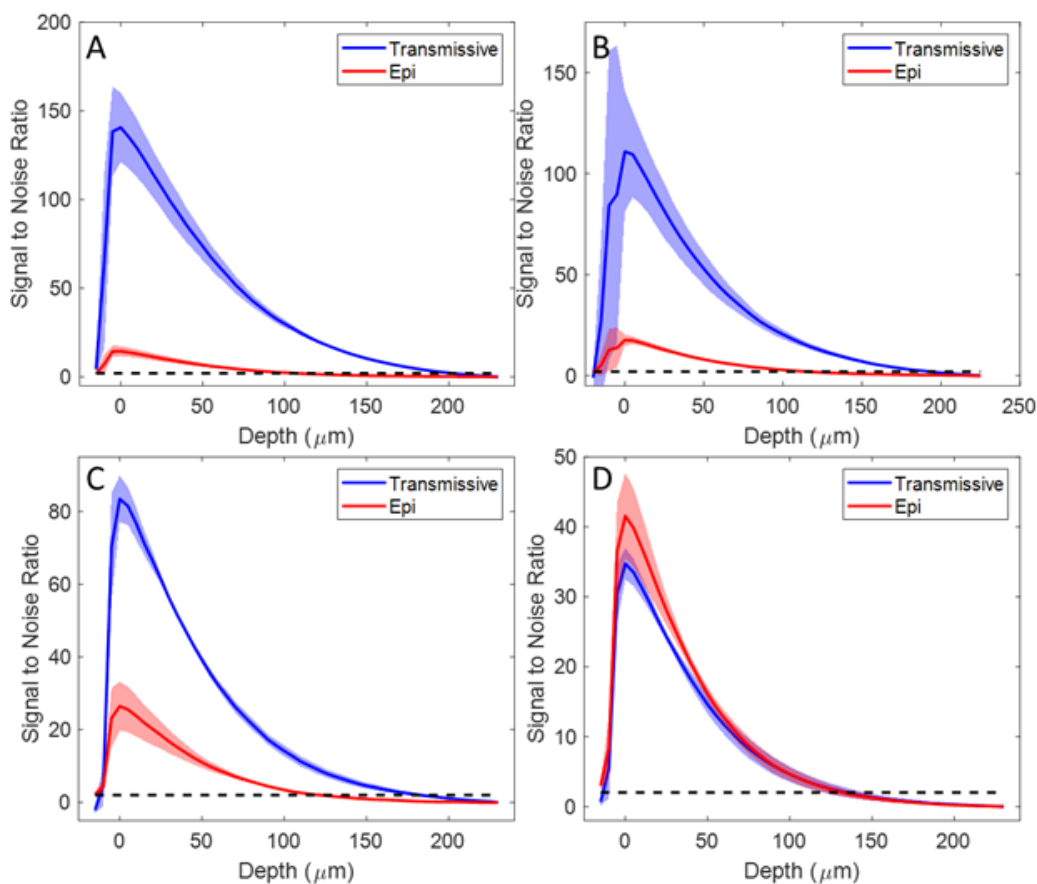 A
Transmissive
Epi
Signal to Noise Ratio
200
150
100
50
0
0 50 100 150 200
Depth (μm)
B
Transmissive
Epi
Signal to Noise Ratio
150
100
50
0
0 50 100 150 200 250
Depth (μm)
C
Transmissive
Epi
Signal to Noise Ratio
80
60
40
20
0
0 50 100 150 200
Depth (μm)
D
Transmissive
Epi
Signal to Noise Ratio
50
40
30
20
10
0
0 50 100 150 200
Depth (μm)